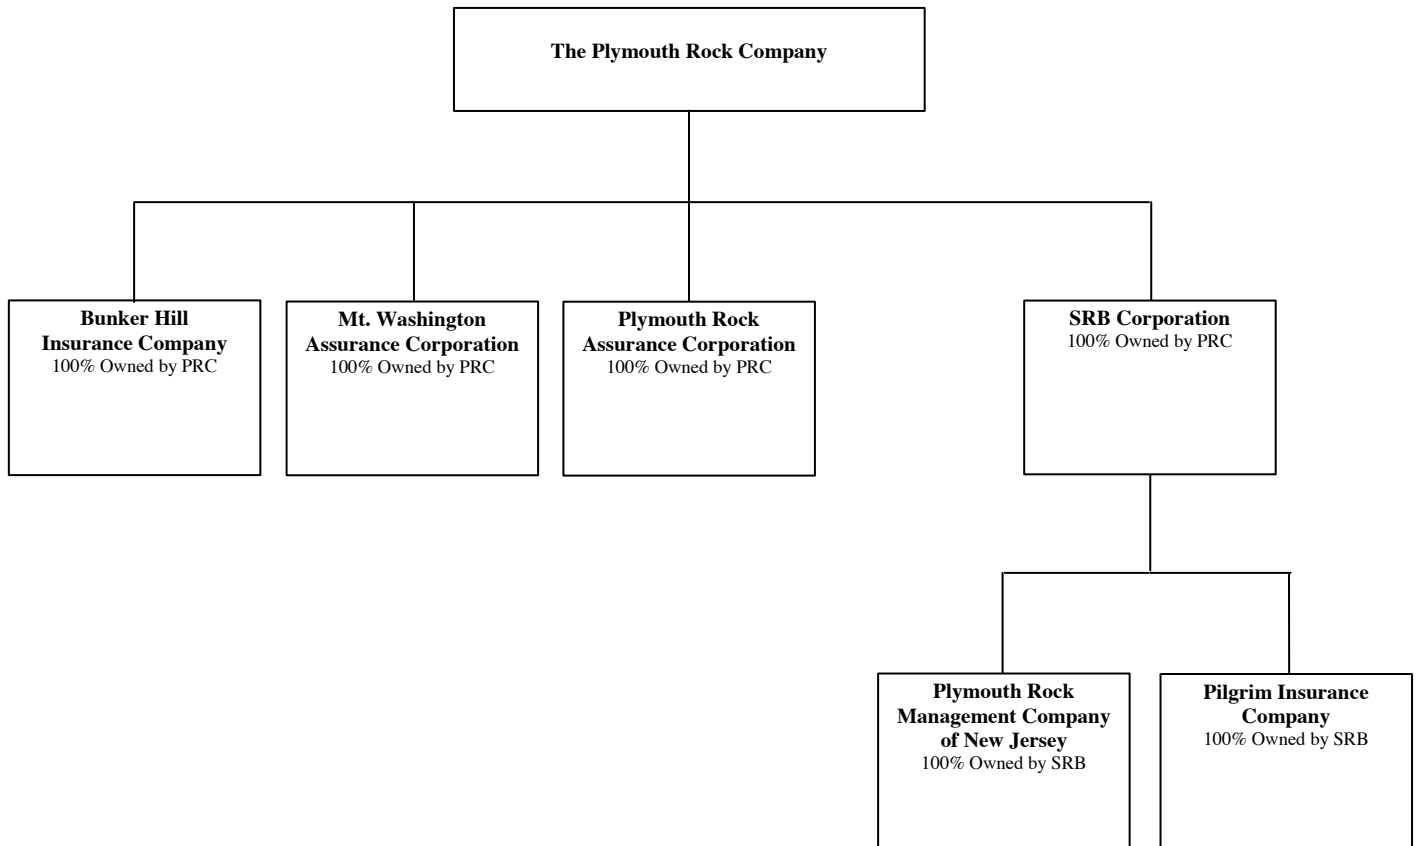 The Plymouth Rock Company
Bunker Hill
Insurance Company
100% Owned by PRC
Mt. Washington
Assurance Corporation
100% Owned by PRC
Plymouth Rock
Assurance Corporation
100% Owned by PRC
SRB Corporation
100% Owned by PRC
Plymouth Rock
Management Company
of New Jersey
100% Owned by SRB
Pilgrim Insurance
Company
100% Owned by SRB